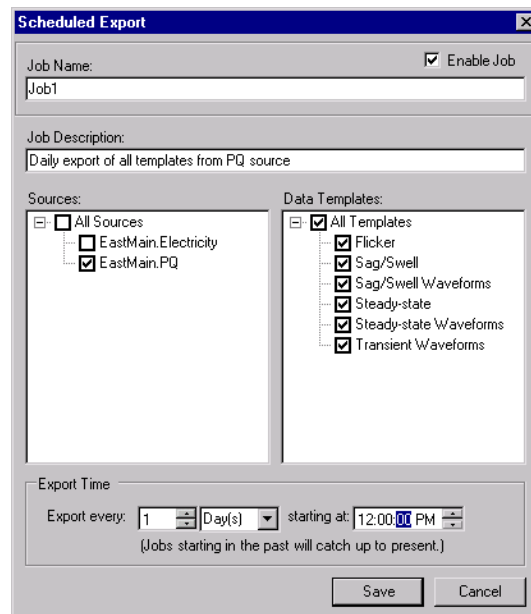 Scheduled Export
Enable Job
Job Name:
Job1
Job Description:
Daily export of all templates from PQ source
Sources:
All Sources
EastMain.Electricity
EastMain.PQ
Data Templates:
All Templates
Flicker
Sag/Swell
Sag/Swell Waveforms
Steady-state
Steady-state Waveforms
Transient Waveforms
Export Time
Export every: 1 Day(s) starting at: 12:00:00 PM
(Jobs starting in the past will catch up to present.)
Save Cancel